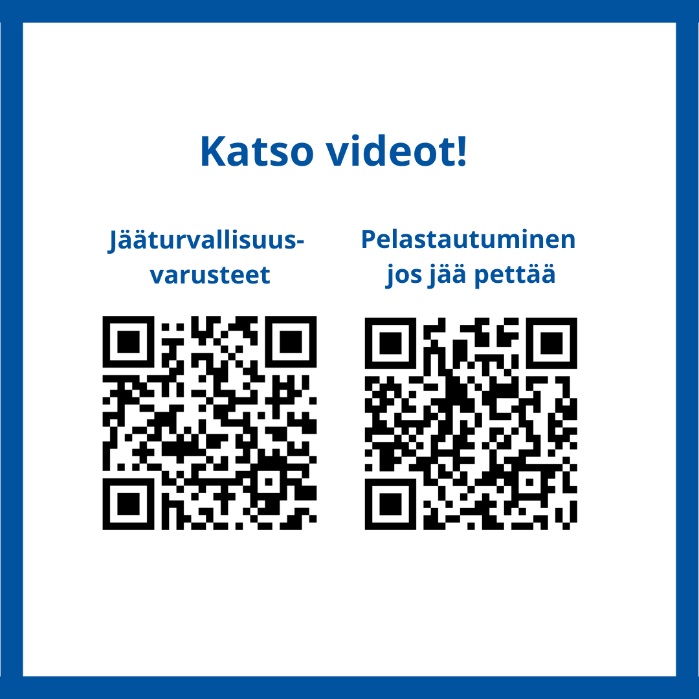 Katso videot!
Jääturvallisuus-
varusteet
Pelastautuminen
jos jää pettää